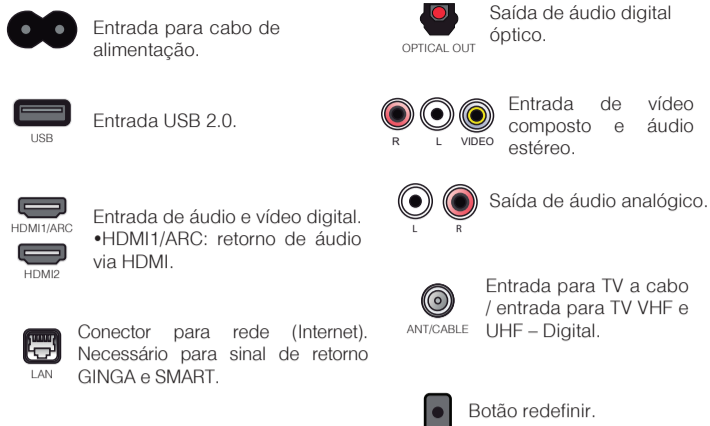 Entrada para cabo de
alimentação.
USB
Entrada USB 2.0.
HDMI1/ARC
HDMI2
Entrada de áudio e vídeo digital.
•HDMI1/ARC: retorno de áudio
via HDMI.
LAN
Conector para rede (Internet).
Necessário para sinal de retorno
GINGA e SMART.
OPTICAL OUT
Saída de áudio digital
óptico.
R L VIDEO
Entrada de vídeo
composto e áudio
estéreo.
L R
Saída de áudio analógico.
ANT/CABLE
Entrada para TV a cabo
/ entrada para TV VHF e
UHF – Digital.
Botão redefinir.